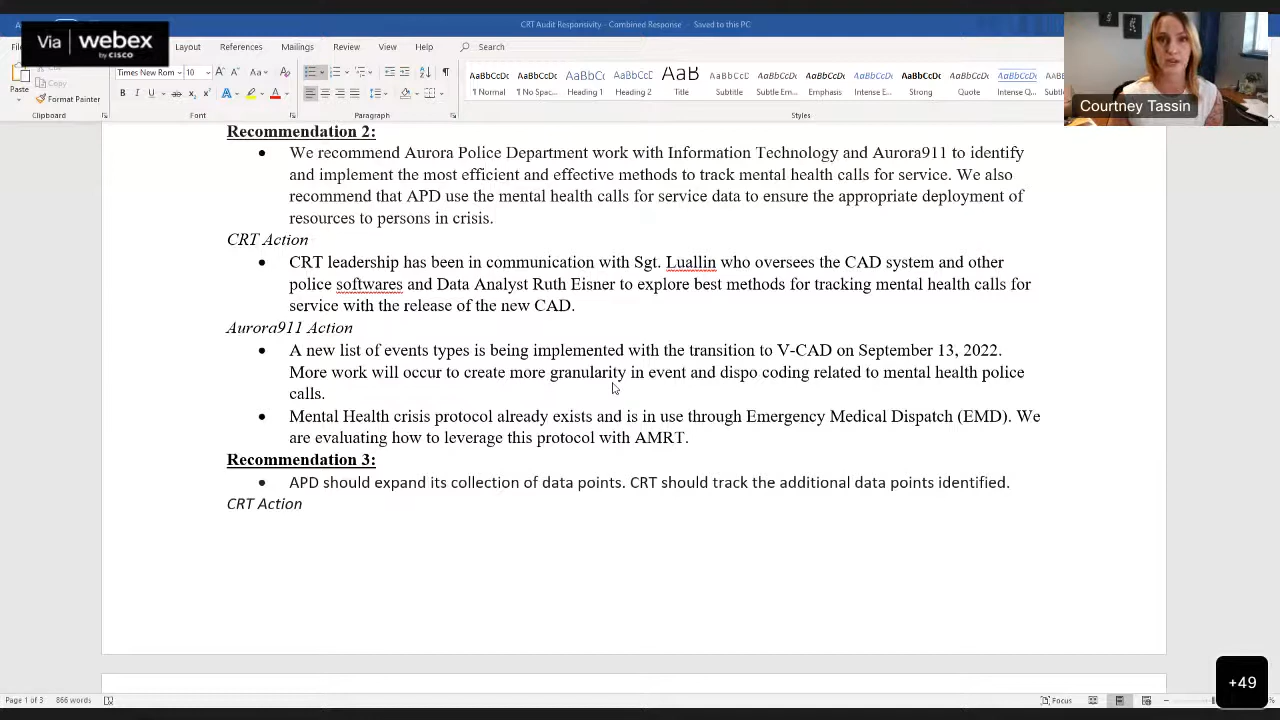 CRT Audit Responsivity - Combined Response - Saved to this PC
Via webex
by CISCO
Layout References Mailings Review View Help Search
Courtney Tassin
Paste
Copy
Format Painter
Times New Rom 10
AaBbCcDc AaBbCcDc AaBbCc AaBbCcD AaB AaBbCcD AaBbCcDc AaBbCcDc AaBbCcDc AaBbCcDc AaBbCcDc AaBbCcDc
Normal No Spac... Heading 1 Heading 2 Title Subtitle Subtle Em... Emphasis Intense E... Strong Quote Intense Q...
Clipboard Font Paragraph Styles
Recommendation 2:
• We recommend Aurora Police Department work with Information Technology and Aurora911 to identify
and implement the most efficient and effective methods to track mental health calls for service. We also
recommend that APD use the mental health calls for service data to ensure the appropriate deployment of
resources to persons in crisis.
CRT Action
• CRT leadership has been in communication with Sgt. Luallin who oversees the CAD system and other
police softwares and Data Analyst Ruth Eisner to explore best methods for tracking mental health calls for
service with the release of the new CAD.
Aurora911 Action
• A new list of events types is being implemented with the transition to V-CAD on September 13, 2022.
More work will occur to create more granularity in event and dispo coding related to mental health police
calls.
• Mental Health crisis protocol already exists and is in use through Emergency Medical Dispatch (EMD). We
are evaluating how to leverage this protocol with AMRT.
Recommendation 3:
• APD should expand its collection of data points. CRT should track the additional data points identified.
CRT Action
+49
Page 1 of 3 866 words Focus